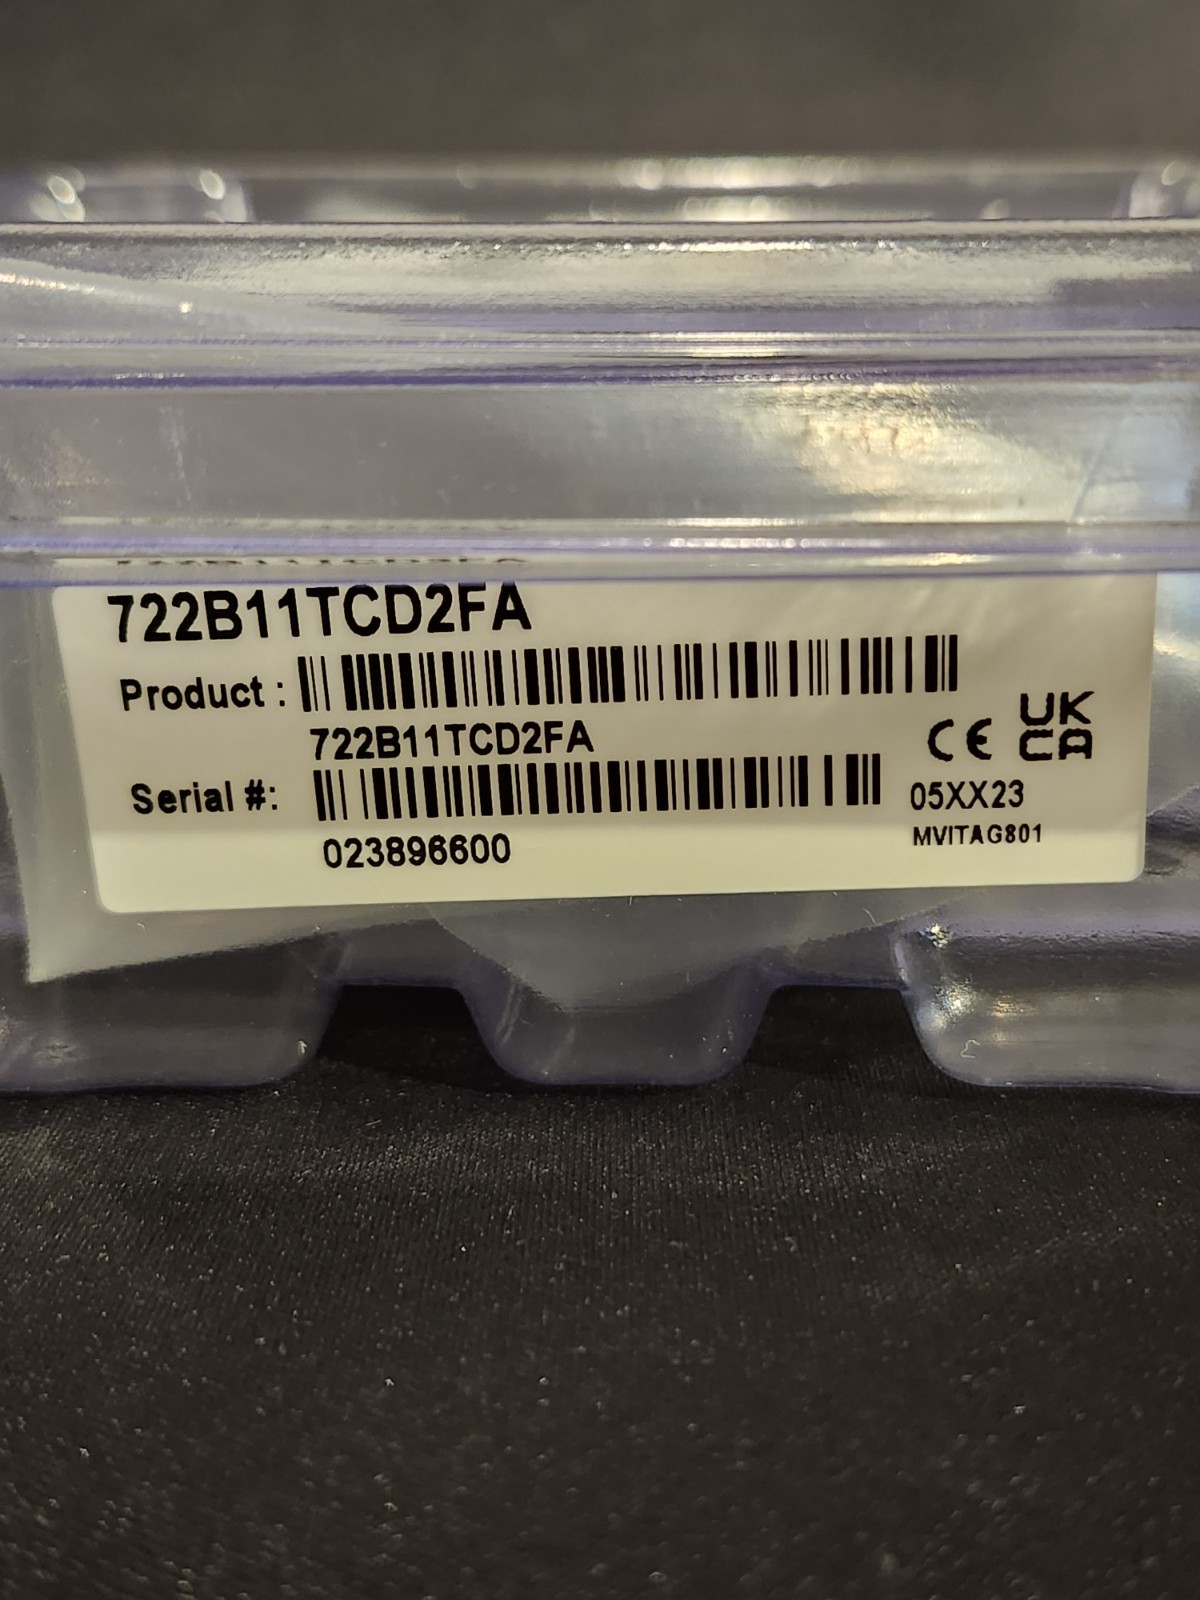 722B11TCD2FA
Product :
722B11TCD2FA
Serial #:
023896600
CE UK CA
05XX23
MVITAG801